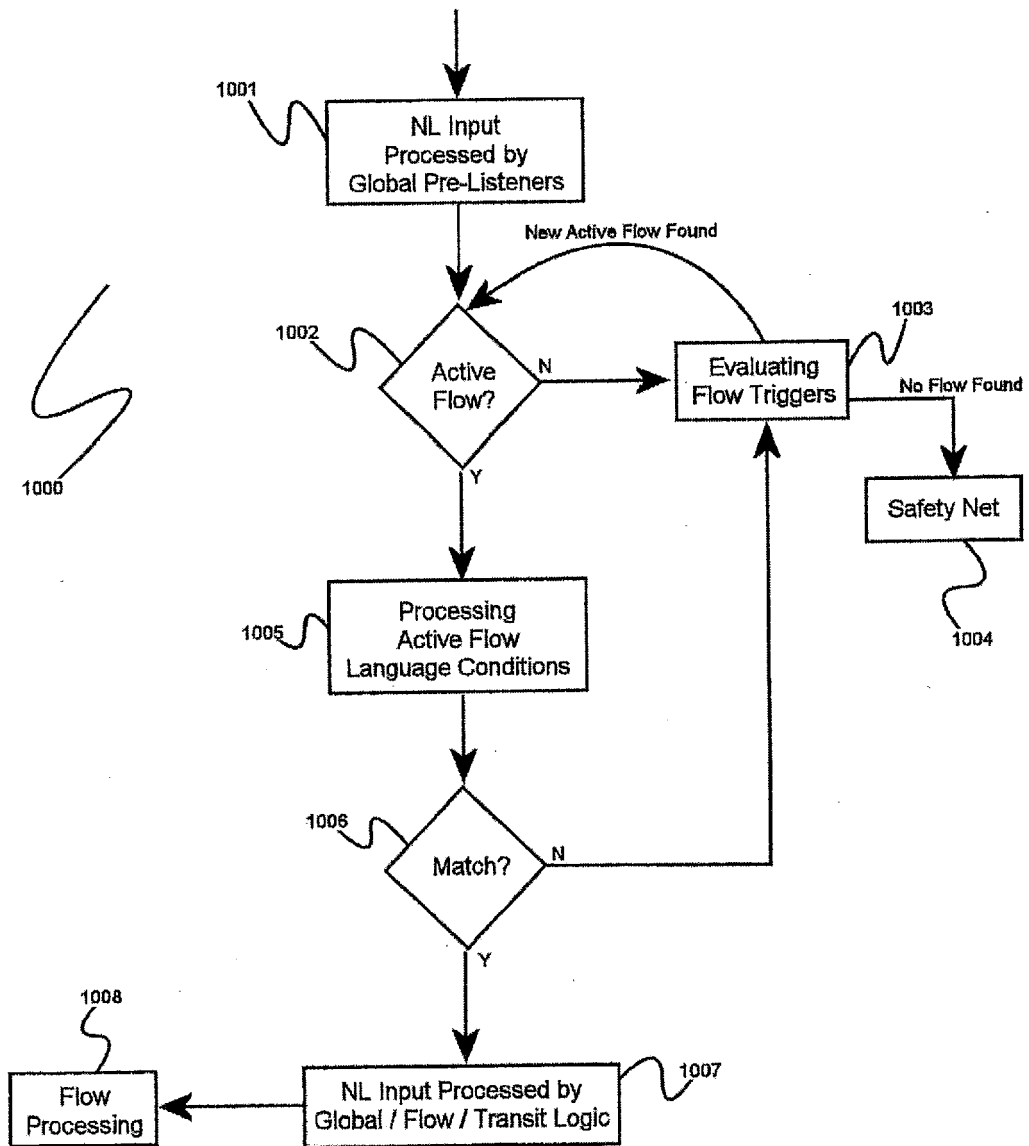 1001
NL Input
Processed by
Global Pre-Listeners
New Active Flow Found
1002
Active
Flow?
N
Y
1003
Evaluating
Flow Triggers
No Flow Found
Safety Net
1004
1000
1005
Processing
Active Flow
Language Conditions
1006
Match?
N
Y
1008
Flow
Processing
NL Input Processed by
Global / Flow / Transit Logic
1007